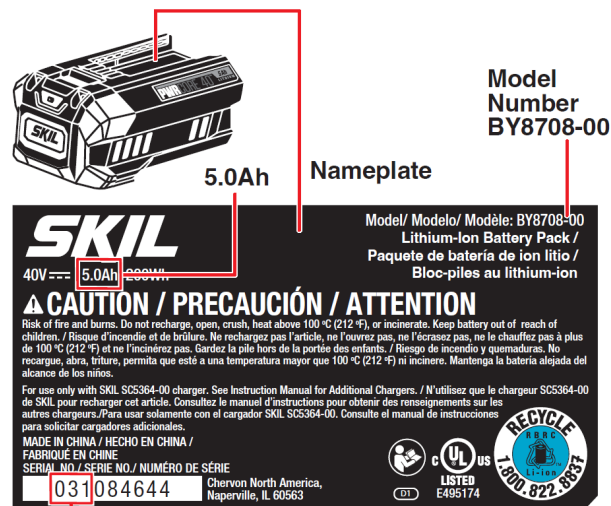 PWR CORE 40
SKIL
Model
Number
BY8708-00
5.0Ah
Nameplate
SKIL
Model/ Modelo/ Modèle: BY8708-00
Lithium-Ion Battery Pack /
Paquete de batería de ion litio /
Bloc-piles au lithium-ion
40V 5.0Ah 200Wh
CAUTION / PRECAUCIÓN / ATTENTION
Risk of fire and burns. Do not recharge, open, crush, heat above 100 ºC (212 ºF), or incinerate. Keep battery out of reach of
children. / Risque d'incendie et de brûlure. Ne rechargez pas l'article, ne l'ouvrez pas, ne l'écrasez pas, ne le chauffez pas à plus
de 100 ºC (212 ºF) et ne l'incinérez pas. Gardez la pile hors de la portée des enfants. / Riesgo de incendio y quemaduras. No
recargue, abra, triture, permita que esté a una temperatura mayor que 100 ºC (212 ºF) ni incinere. Mantenga la batería alejada del
alcance de los niños.
For use only with SKIL SC5364-00 charger. See Instruction Manual for Additional Chargers. / N'utilisez que le chargeur SC5364-00
de SKIL pour recharger cet article. Consultez le manuel d'instructions pour obtenir des renseignements sur les
autres chargeurs./Para usar solamente con el cargador SKIL SC5364-00. Consulte el manual de instrucciones
para solicitar cargadores adicionales.
MADE IN CHINA / HECHO EN CHINA /
FABRIQUÉ EN CHINE
SERIAL NO./ SERIE NO./ NUMÉRO DE SÉRIE
031084644
Chervon North America,
Naperville, IL 60563
D1
C UL US
LISTED
E495174
RECYCLE
RBRC
Li-ion
1.800.822.8837